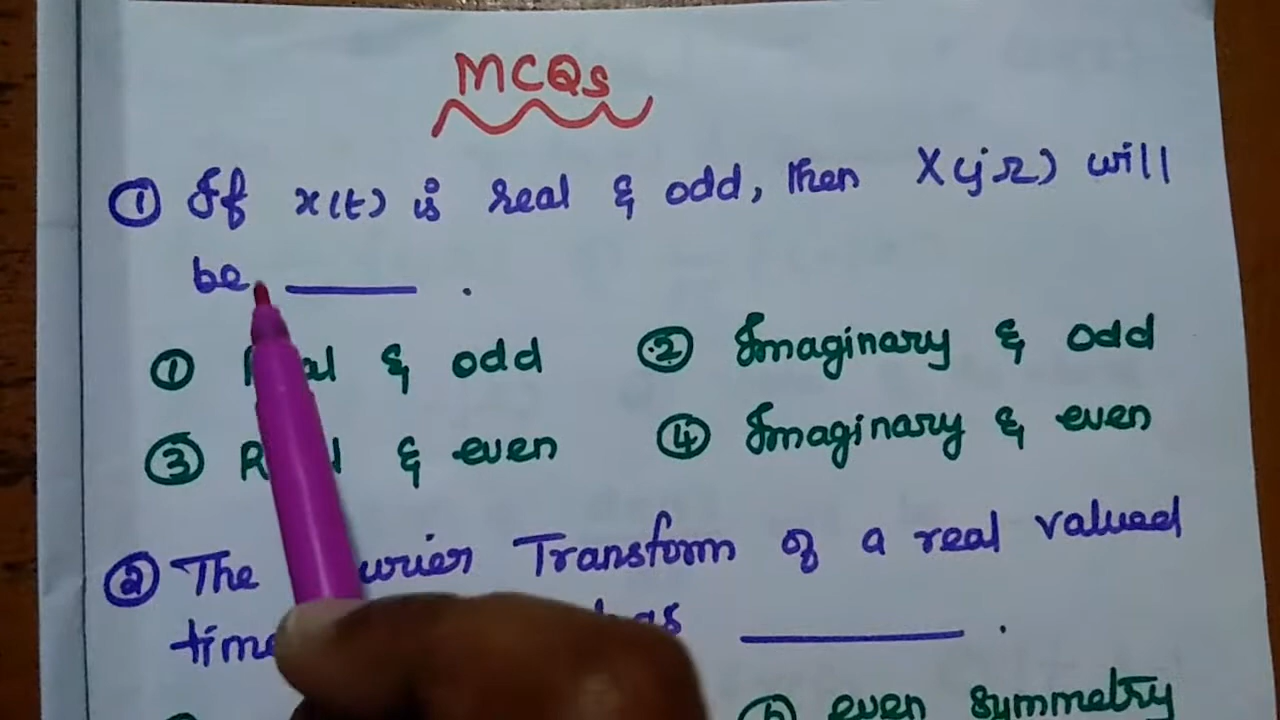 MCQs
① If x(t) is real & odd, then X(jΩ) will
be ______ .
① & odd ② Imaginary & odd
③ & even ④ Imaginary & even
② The Transform of a real valued
______ .
even symmetry